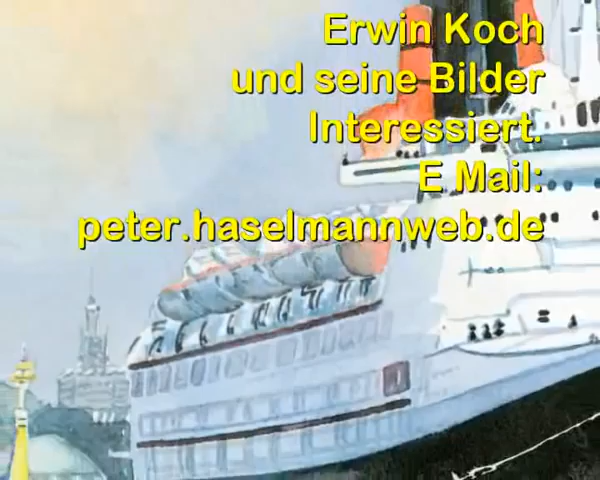 Erwin Koch
und seine Bilder
Interessiert.
E Mail:
peter.haselmannweb.de